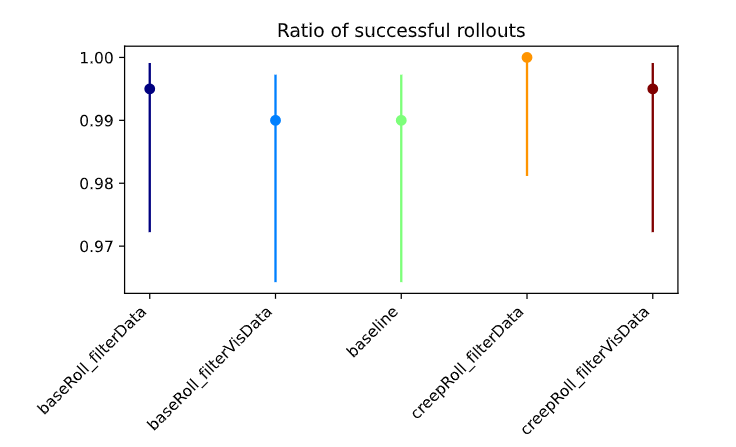 Ratio of successful rollouts
1.00
0.99
0.98
0.97
baseRoll_filterData
baseRoll_filterVisData
baseline
creepRoll_filterData
creepRoll_filterVisData